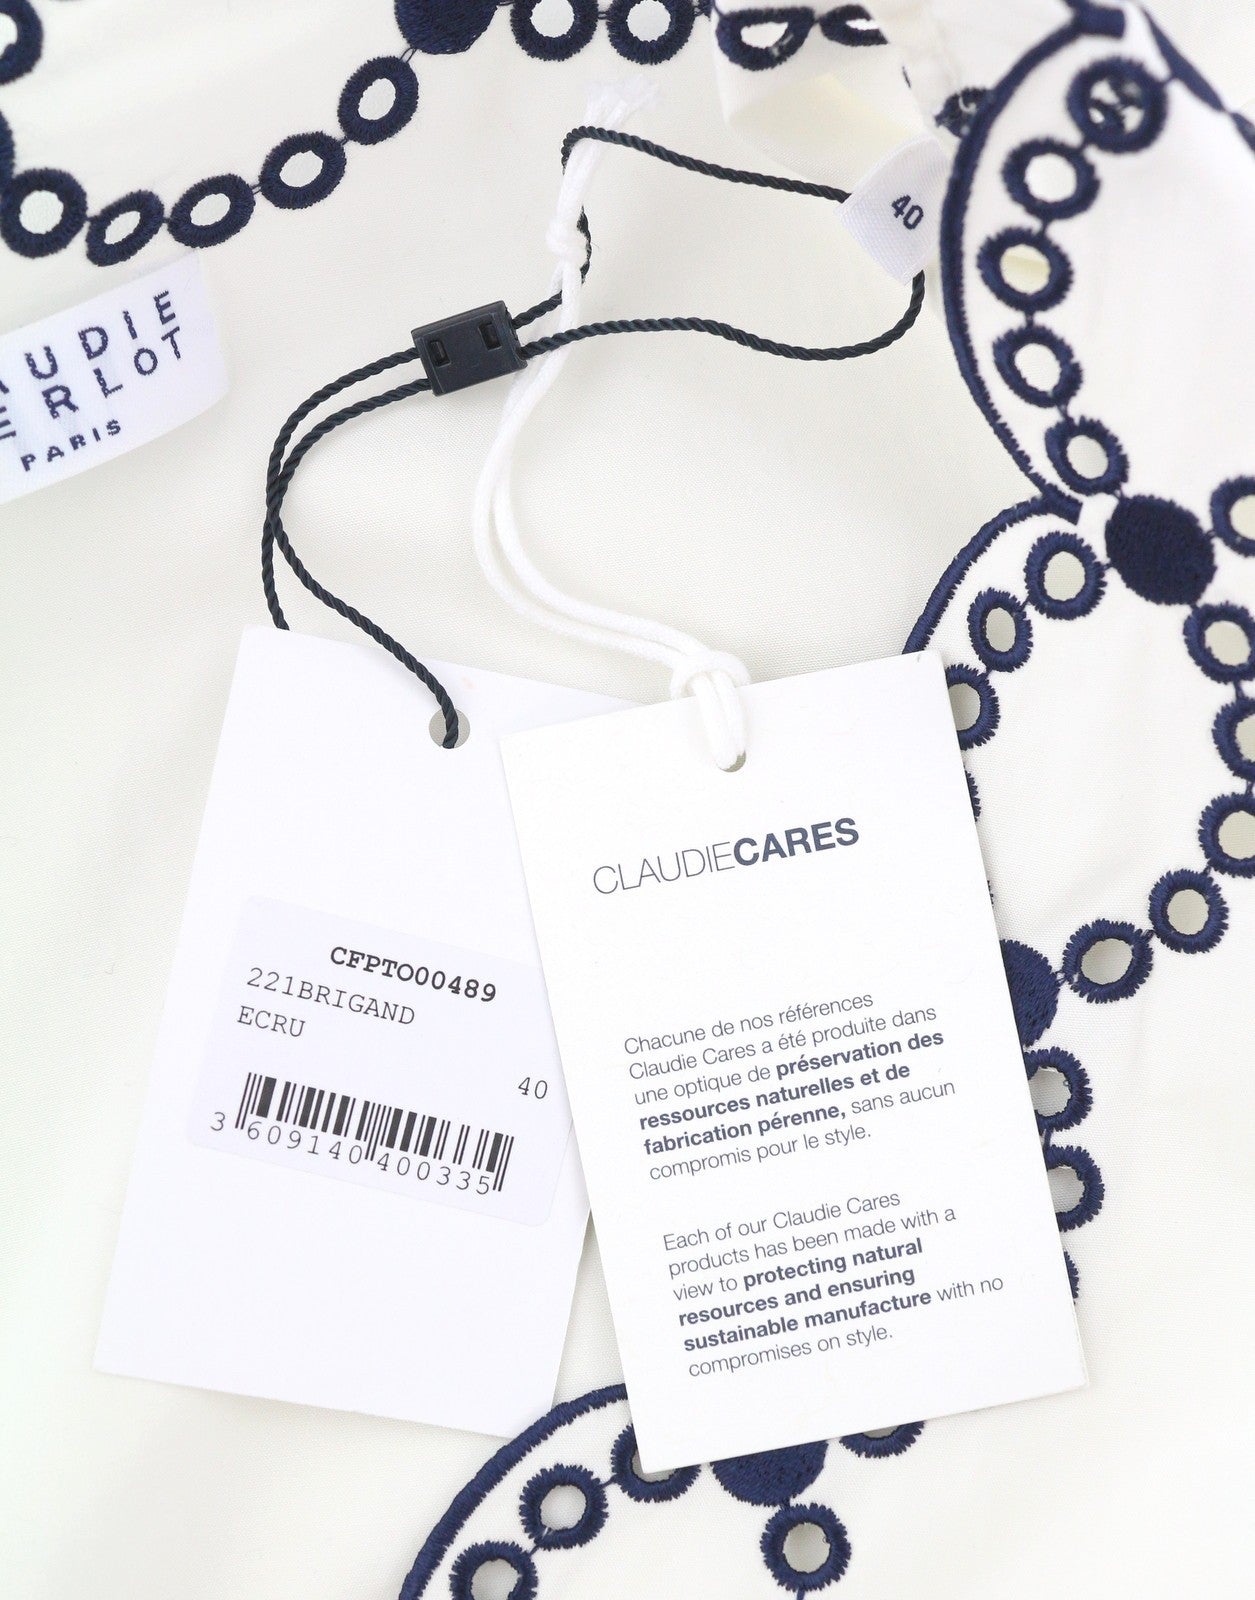 40
UDIE
RLOT
PARIS
CLAUDIECARES
CFPTO00489
221BRIGAND
ECRU
40
3 609140 400335
Chacune de nos références
Claudie Cares a été produite dans
une optique de préservation des
ressources naturelles et de
fabrication pérenne, sans aucun
compromis pour le style.
Each of our Claudie Cares
products has been made with a
view to protecting natural
resources and ensuring
sustainable manufacture with no
compromises on style.